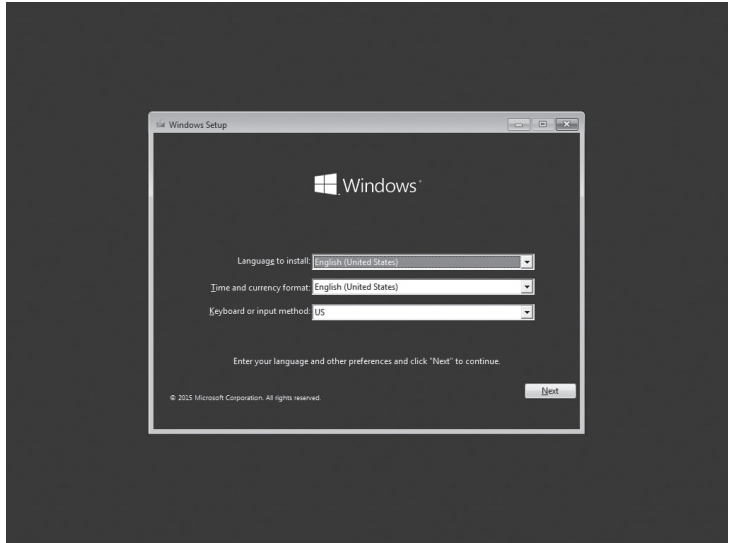 Windows Setup
Windows
Language to install: English (United States)
Time and currency format: English (United States)
Keyboard or input method: US
Enter your language and other preferences and click "Next" to continue.
Next
© 2015 Microsoft Corporation. All rights reserved.